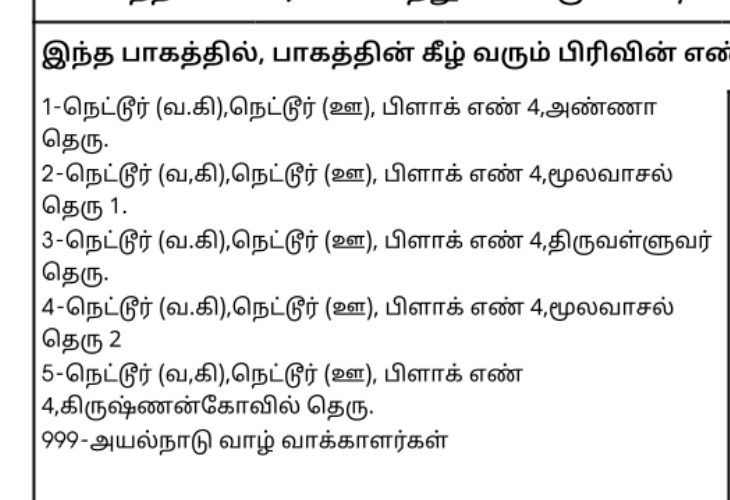 இந்த பாகத்தில், பாகத்தின் கீழ் வரும் பிரிவின்
1-நெட்டூர் (வ.கி),நெட்டூர் (ஊ), பிளாக் எண் 4,அண்ணா
தெரு.
2-நெட்டூர் (வ,கி),நெட்டூர் (ஊ), பிளாக் எண் 4,மூலவாசல்
தெரு 1.
3-நெட்டூர் (வ.கி),நெட்டூர் (ஊ), பிளாக் எண் 4,திருவள்ளுவர்
தெரு.
4-நெட்டூர் (வ.கி),நெட்டூர் (ஊ), பிளாக் எண் 4,மூலவாசல்
தெரு 2
5-நெட்டூர் (வ,கி),நெட்டூர் (ஊ), பிளாக் எண்
4,கிருஷ்ணன்கோவில் தெரு.
999-அயல்நாடு வாழ் வாக்காளர்கள்